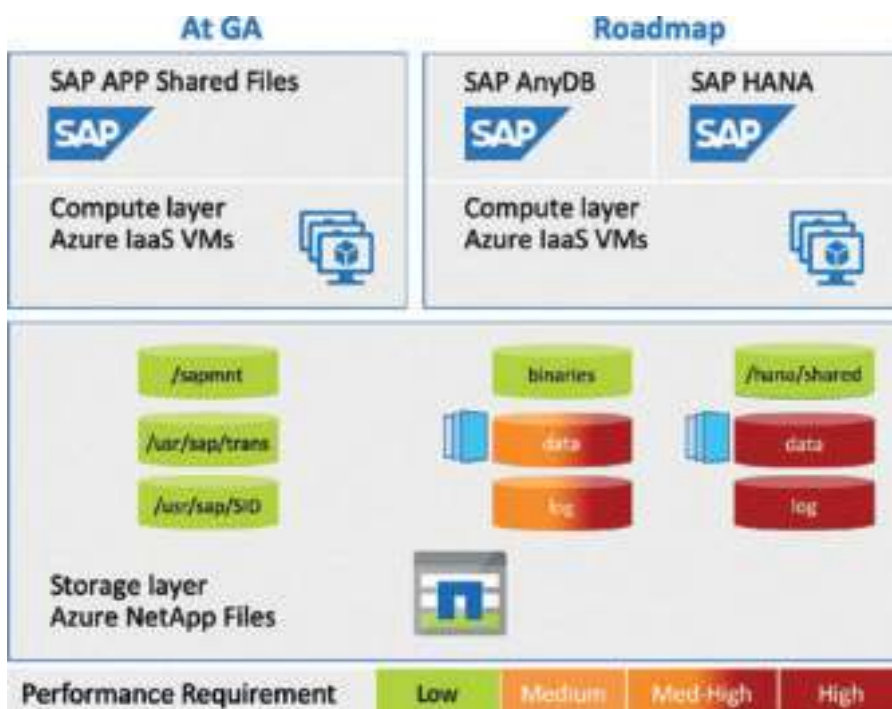 At GA
Roadmap
SAP APP Shared Files
SAP
SAP AnyDB
SAP
SAP HANA
SAP
Compute layer
Azure IaaS VMs
Compute layer
Azure IaaS VMs
/sapmnt
/usr/sap/trans
/usr/sap/SID
binaries
data
log
/hana/shared
data
log
Storage layer
Azure NetApp Files
Performance Requirement
Low
Medium
Med-High
High